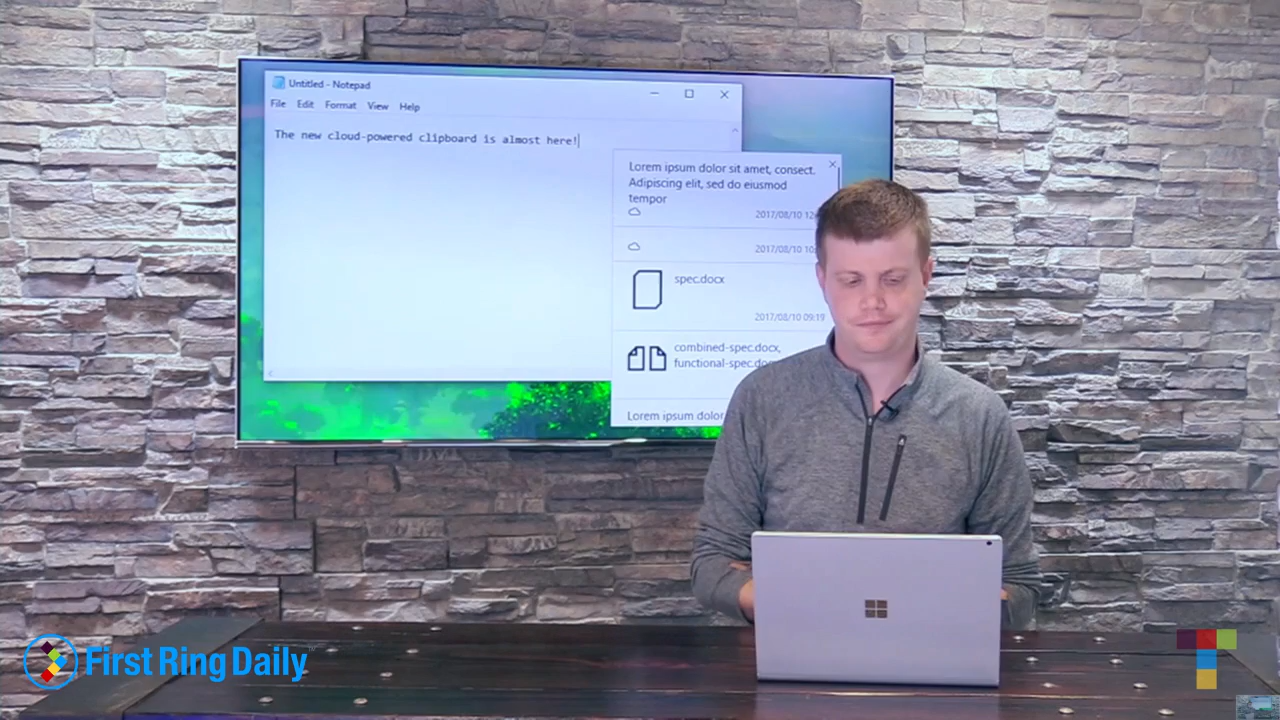 Untitled - Notepad
File Edit Format View Help
The new cloud-powered clipboard is almost here!
Lorem ipsum dolor sit amet, consect.
Adipiscing elit, sed do eiusmod
tempor
2017/08/10
2017/08/10
spec.docx
2017/08/10 09:19
combined-spec.docx,
Lorem ipsum dolor
First Ring Daily